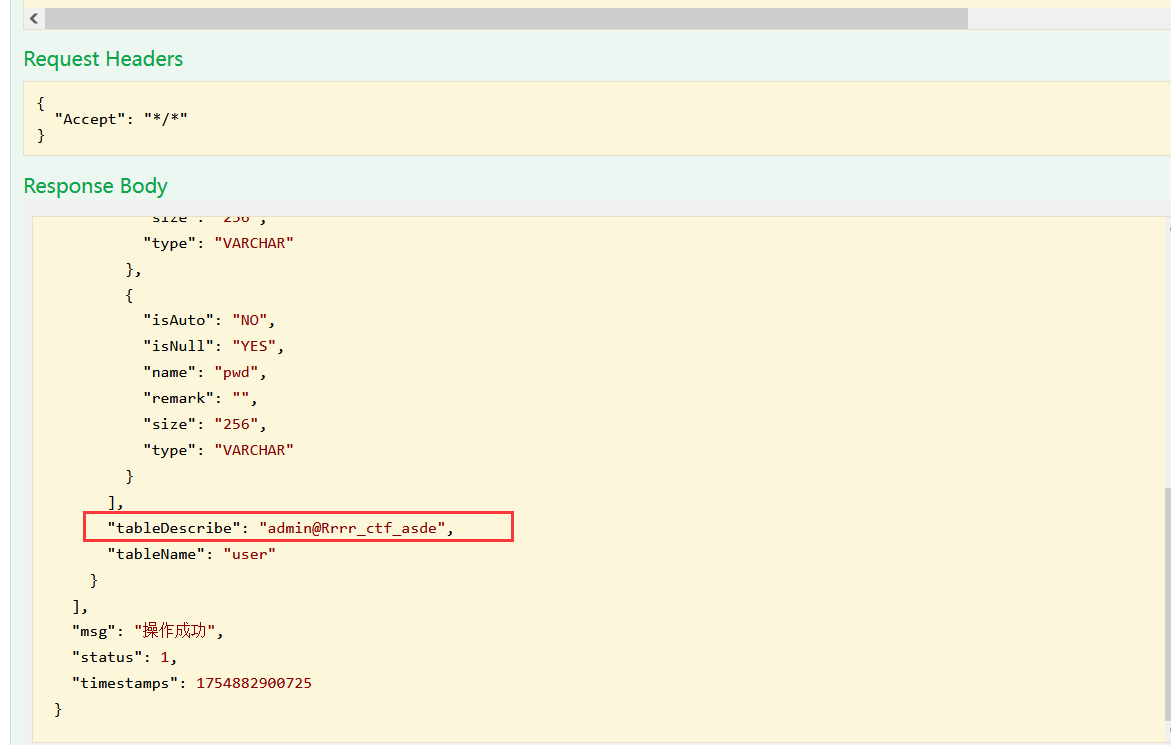 Request Headers
{
"Accept": "*/*"
}
Response Body
"size": "256",
"type": "VARCHAR"
},
{
"isAuto": "NO",
"isNull": "YES",
"name": "pwd",
"remark": "",
"size": "256",
"type": "VARCHAR"
}
],
"tableDescribe": "admin@Rrrr_ctf_asde",
"tableName": "user"
}
],
"msg": "操作成功",
"status": 1,
"timestamps": 1754882900725
}